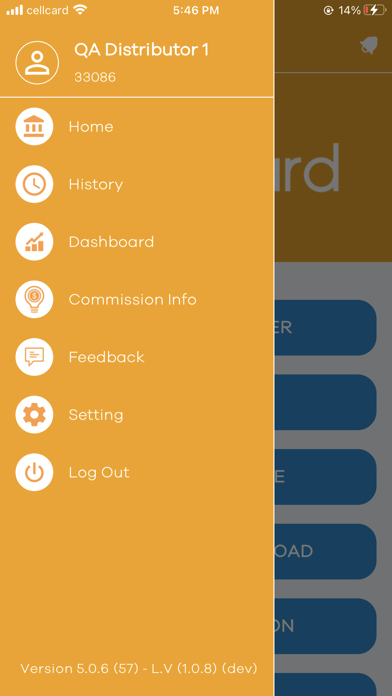 cellcard 5:46 PM 14%
QA Distributor 1
33086
Home
History
Dashboard
Commission Info
Feedback
Setting
Log Out
ard
ER
E
OAD
ON
Version 5.0.6 (57) - L.V (1.0.8) (dev)